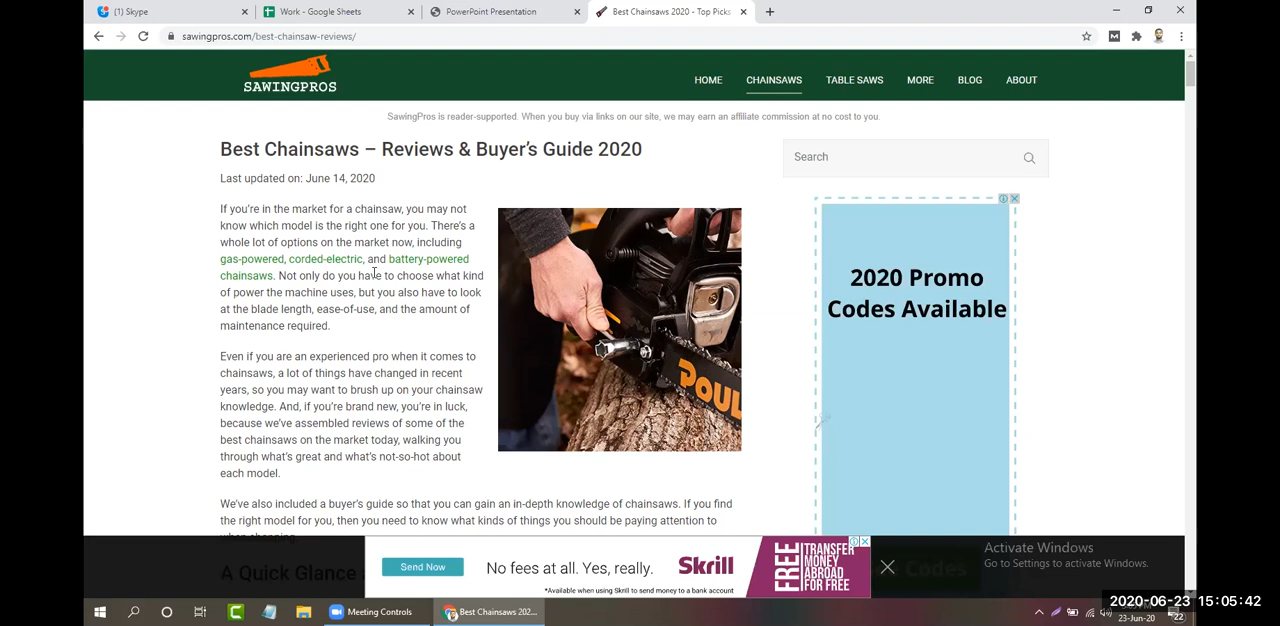 (1) Skype
Work - Google Sheets
PowerPoint Presentation
Best Chainsaws 2020 - Top Picks
sawingpros.com/best-chainsaw-reviews/
SAWINGPROS
HOME CHAINSAWS TABLE SAWS MORE BLOG ABOUT
SawingPros is reader-supported. When you buy via links on our site, we may earn an affiliate commission at no cost to you.
Best Chainsaws – Reviews & Buyer's Guide 2020
Last updated on: June 14, 2020
If you're in the market for a chainsaw, you may not
know which model is the right one for you. There's a
whole lot of options on the market now, including
gas-powered, corded-electric, and battery-powered
chainsaws. Not only do you have to choose what kind
of power the machine uses, but you also have to look
at the blade length, ease-of-use, and the amount of
maintenance required.
Even if you are an experienced pro when it comes to
chainsaws, a lot of things have changed in recent
years, so you may want to brush up on your chainsaw
knowledge. And, if you're brand new, you're in luck,
because we've assembled reviews of some of the
best chainsaws on the market today, walking you
through what's great and what's not-so-hot about
each model.
We've also included a buyer's guide so that you can gain an in-depth knowledge of chainsaws. If you find
the right model for you, then you need to know what kinds of things you should be paying attention to
A Quick Glance
POUL
Search
2020 Promo
Codes Available
Send Now
No fees at all. Yes, really.
Skrill
*Available when using Skrill to send money to a bank account
FREE
TRANSFER
MONEY
ABROAD
FOR FREE
Codes
Activate Windows
Go to Settings to activate Windows.
Meeting Controls
Best Chainsaws 202...
2020-06-23 15:05:42
23-Jun-20
22